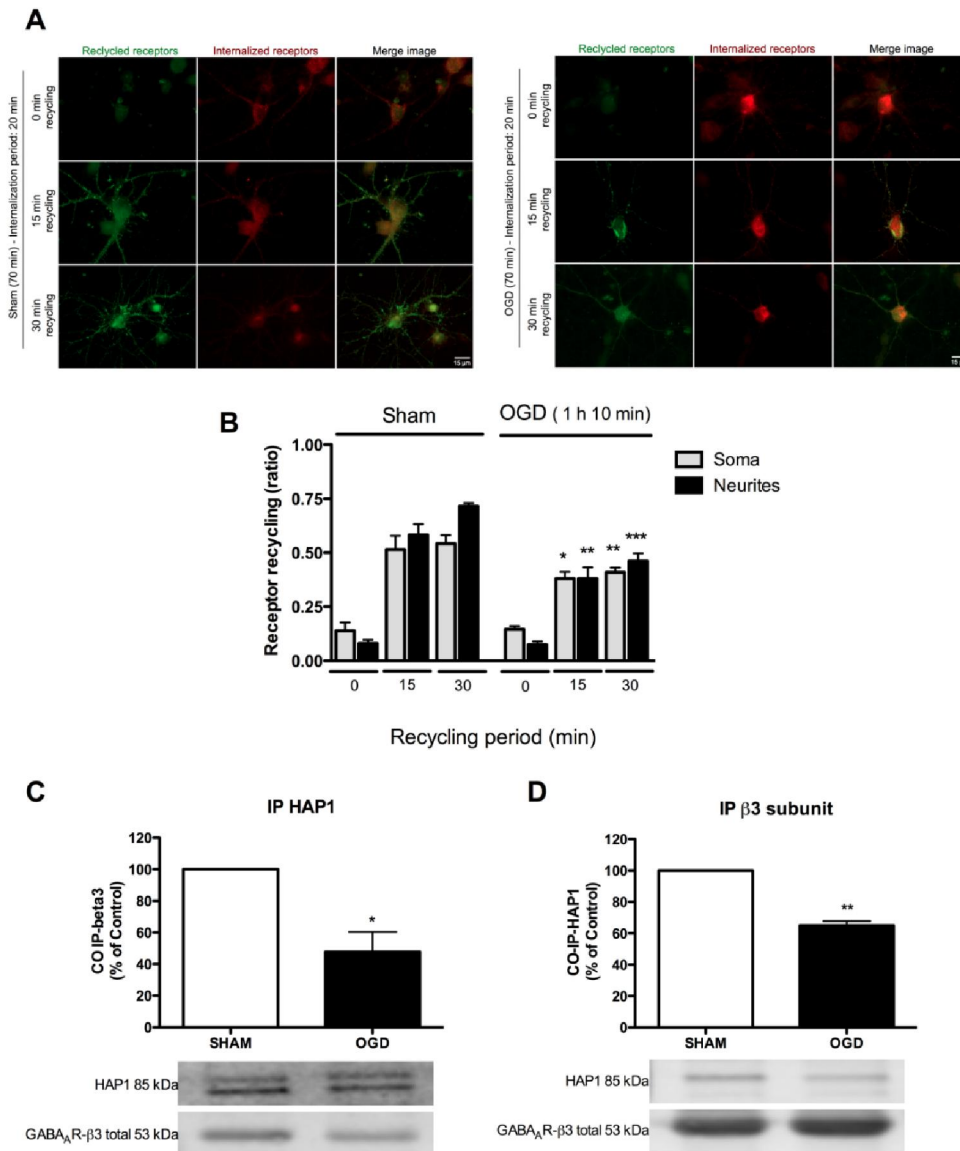 A
Reclycled receptors Internalized receptors Merge image
Sham (70 min) - Internalization period: 20 min
0 min
recycling
15 min
recycling
30 min
recycling
15 µm
Reclycled receptors Internalized receptors Merge image
OGD (70 min) - Internalization period: 20 min
0 min
recycling
15 min
recycling
30 min
recycling
15 µm
B
Sham OGD ( 1 h 10 min)
Soma
Neurites
Receptor recycling (ratio)
1.00
0.75
0.50
0.25
0.00
* ** ** ***
0 15 30 0 15 30
Recycling period (min)
C
IP HAP1
CO IP-beta3
(% of Control)
120
100
80
60
40
20
0
*
SHAM OGD
HAP1 85 kDa
GABAAR-β3 total 53 kDa
D
IP β3 subunit
CO-IP-HAP1
(% of Control)
120
100
80
60
40
20
0
**
SHAM OGD
HAP1 85 kDa
GABAAR-β3 total 53 kDa